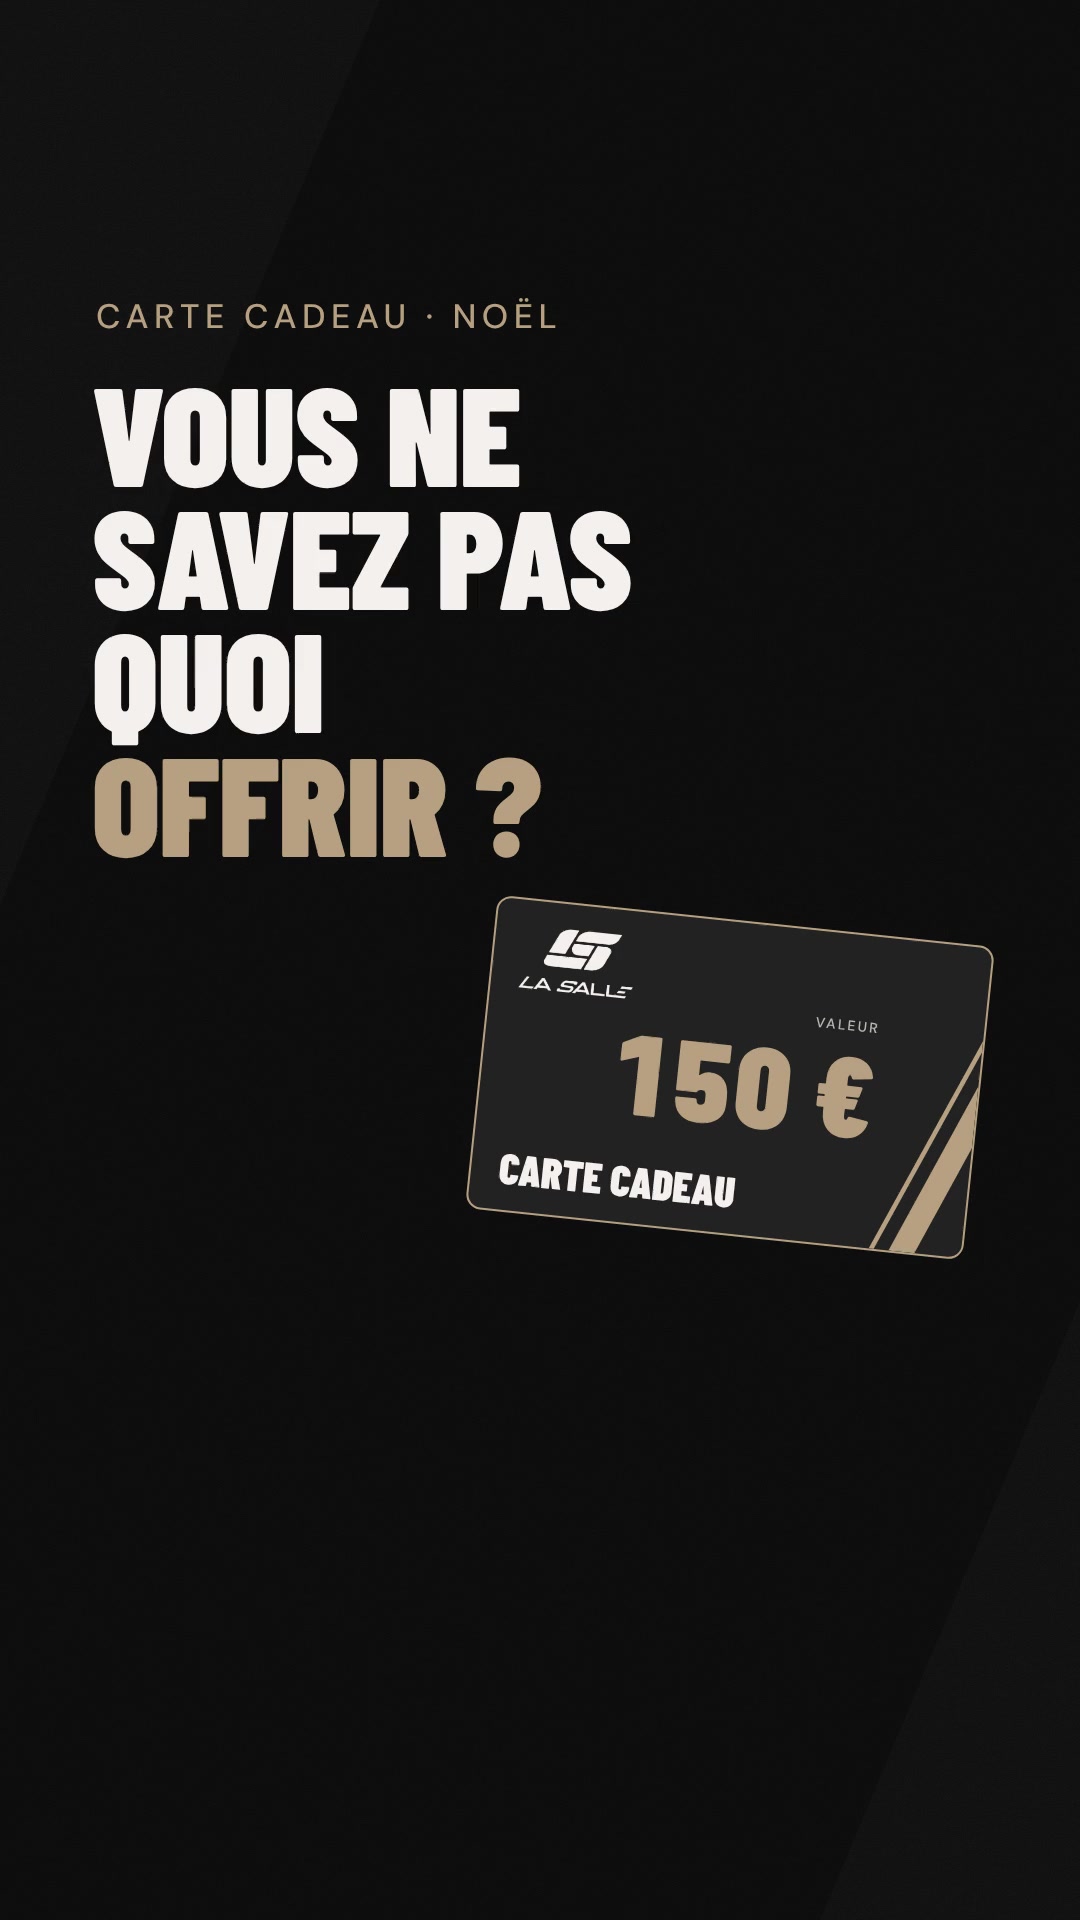 CARTE CADEAU · NOËL
VOUS NE
SAVEZ PAS
QUOI
OFFRIR ?
LA SALLE
VALEUR
150 €
CARTE CADEAU